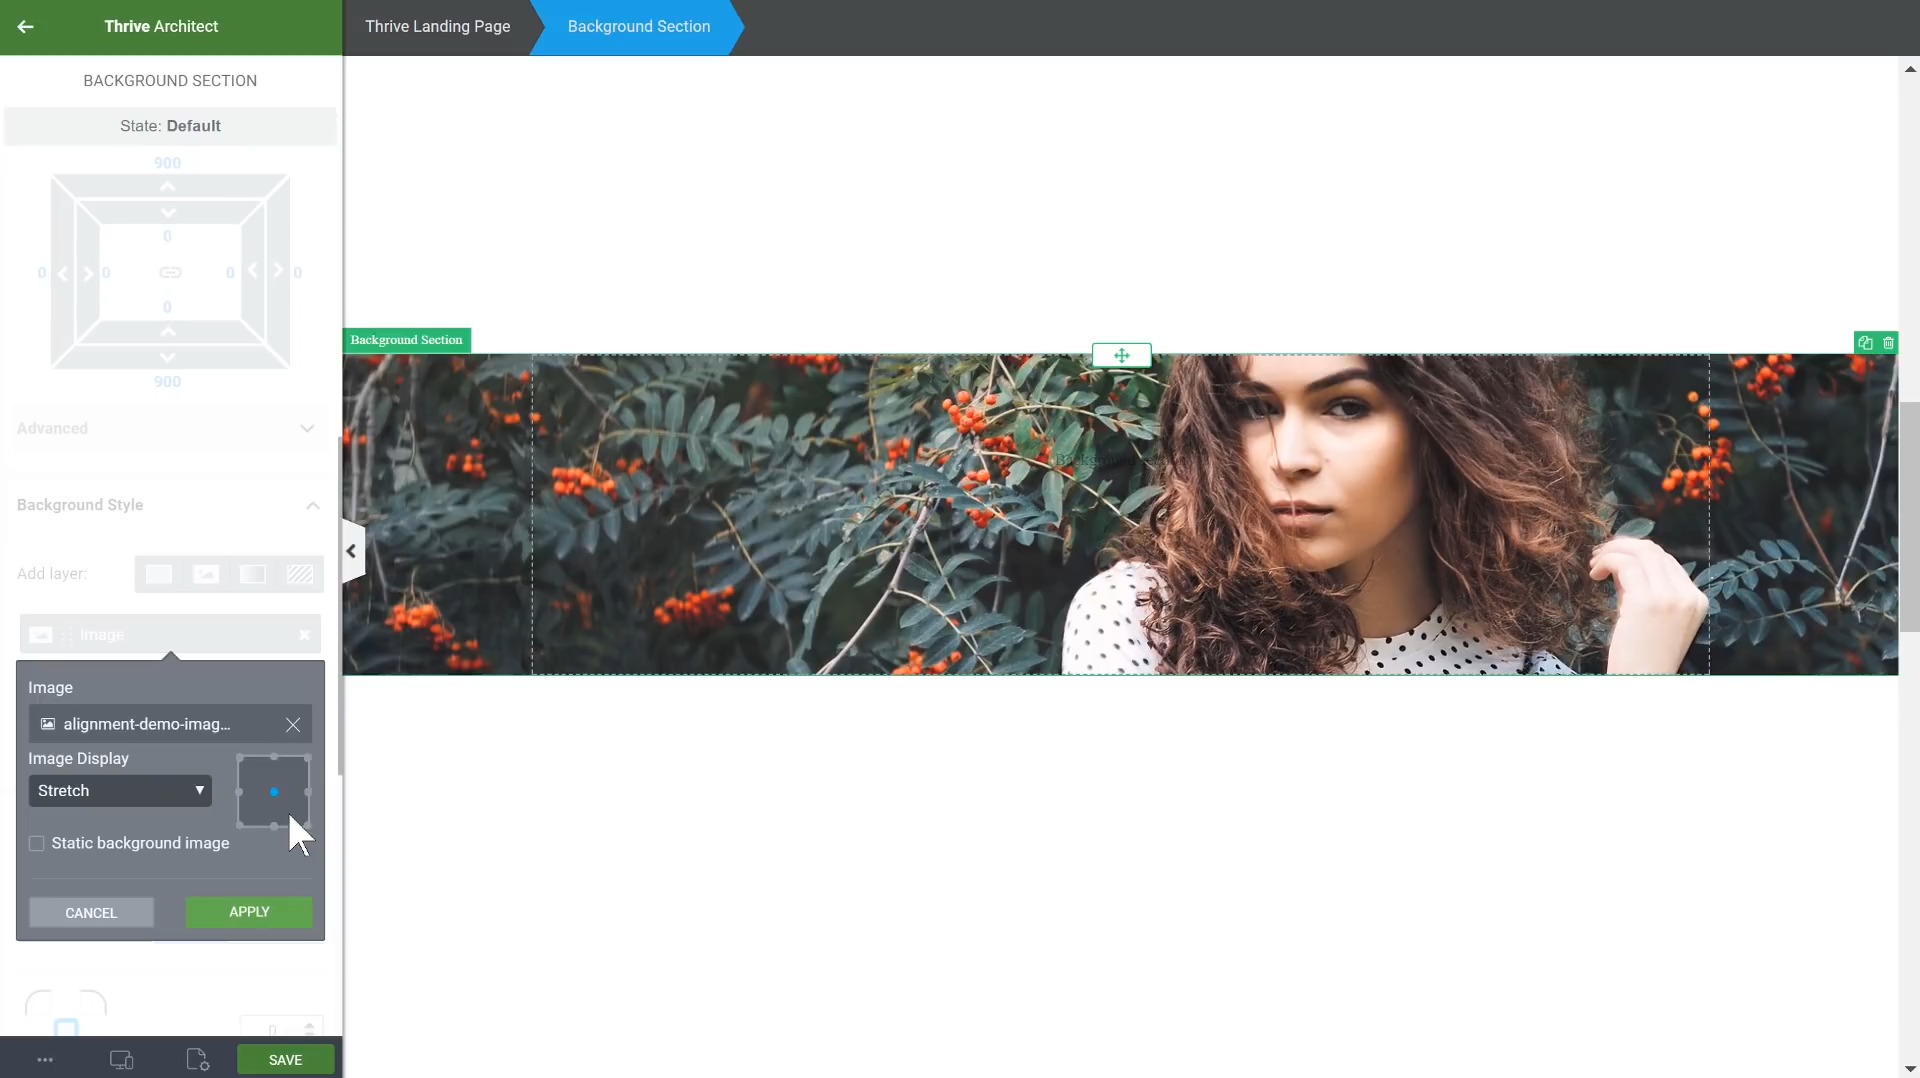 Thrive Architect
Thrive Landing Page
Background Section
BACKGROUND SECTION
State: Default
900
0
0
0
0
0
0
900
Advanced
Background Style
Add layer:
Image
Image
alignment-demo-imag...
Image Display
Stretch
Static background image
CANCEL
APPLY
0
SAVE
Background Section